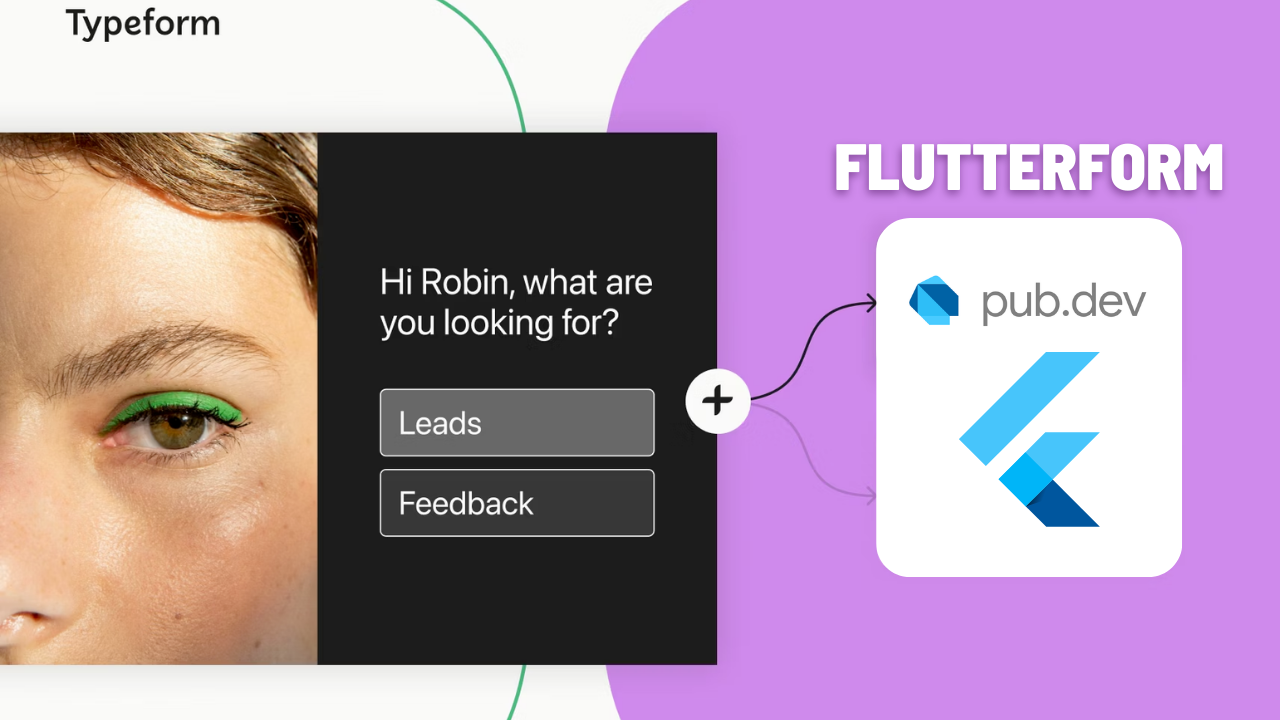 Typeform
FLUTTERFORM
pub.dev
Hi Robin, what are
you looking for?
Leads
Feedback